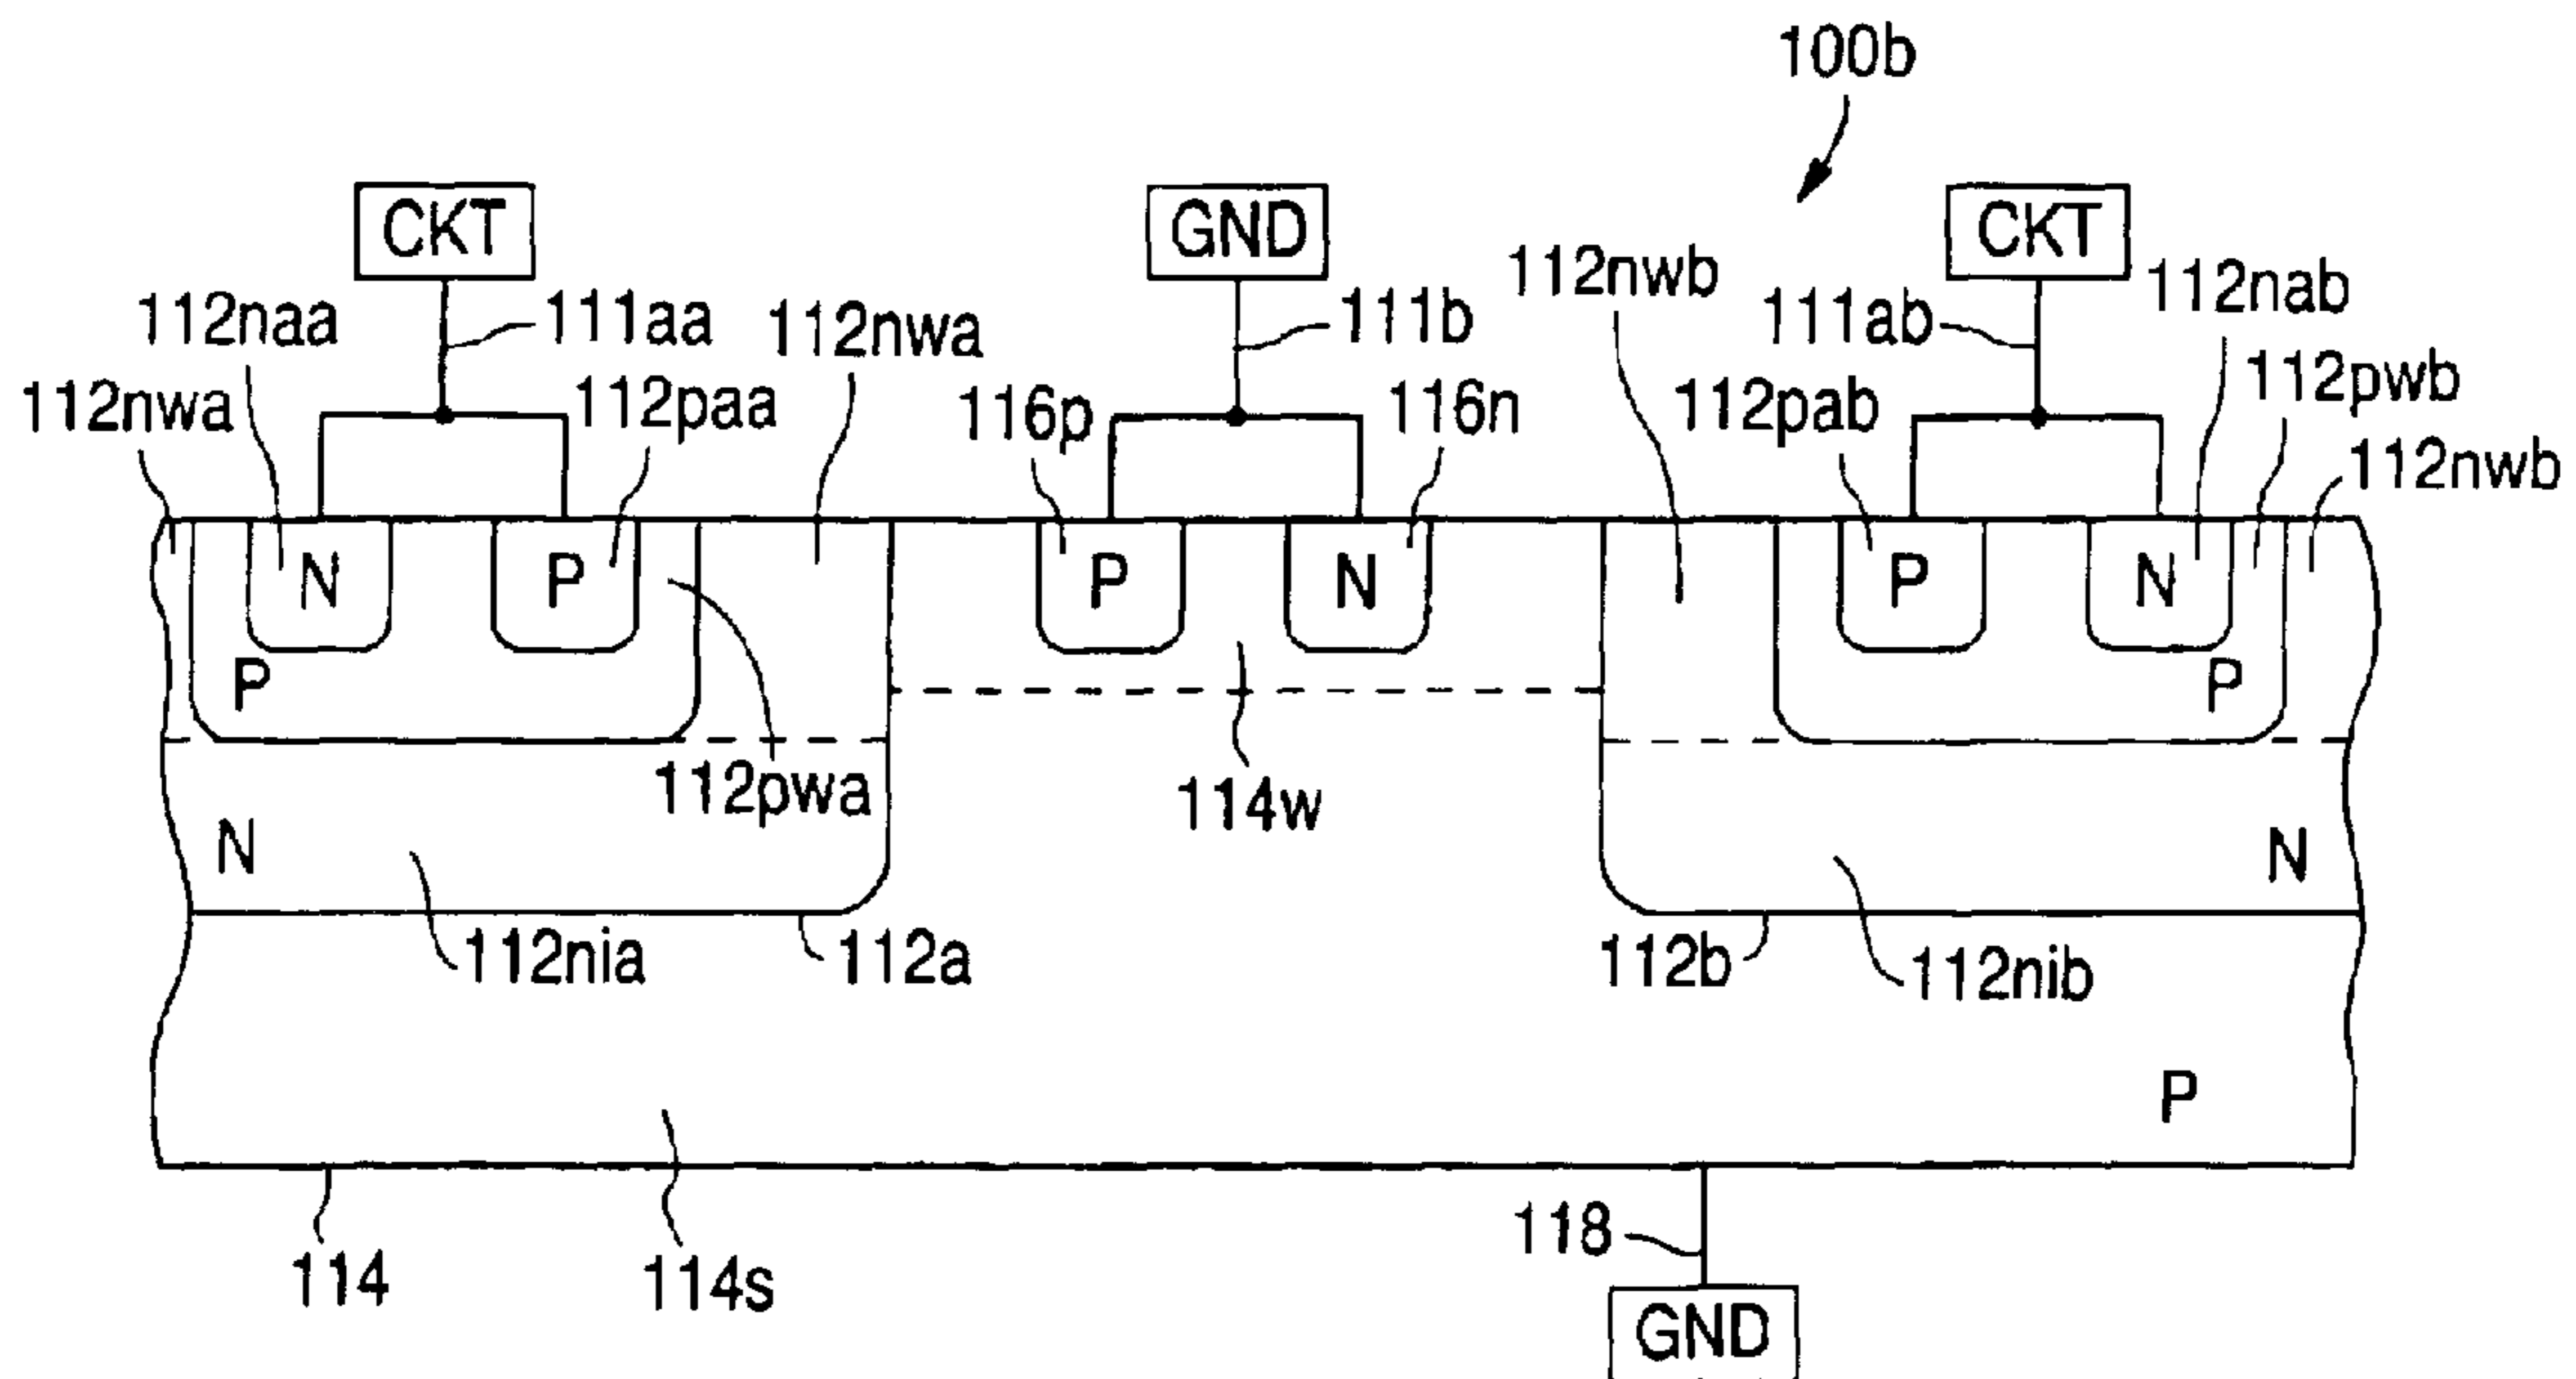 100b
CKT
GND
CKT
112naa
111aa
112nwa
111b
112nwb
111ab
112nab
112nwa
112paa
116p
116n
112pab
112pwb
112nwb
N
P
P
N
P
N
P
P
112pwa
114w
N
N
112nia
112a
112b
112nib
P
114
114s
118
GND